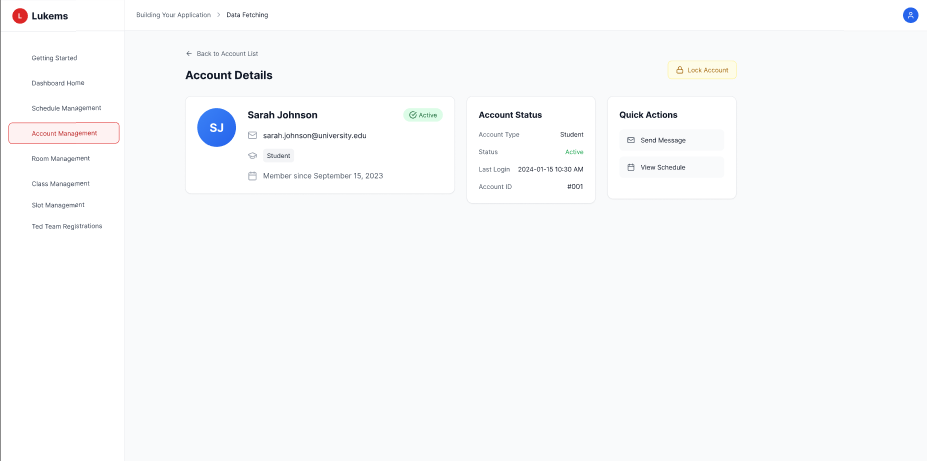 L Lukems
Building Your Application > Data Fetching
Getting Started
Dashboard Home
Schedule Management
Account Management
Room Management
Class Management
Slot Management
Ted Team Registrations
Back to Account List
Account Details
Lock Account
SJ
Sarah Johnson
Active
sarah.johnson@university.edu
Student
Member since September 15, 2023
Account Status
Account Type Student
Status Active
Last Login 2024-01-15 10:30 AM
Account ID #001
Quick Actions
Send Message
View Schedule